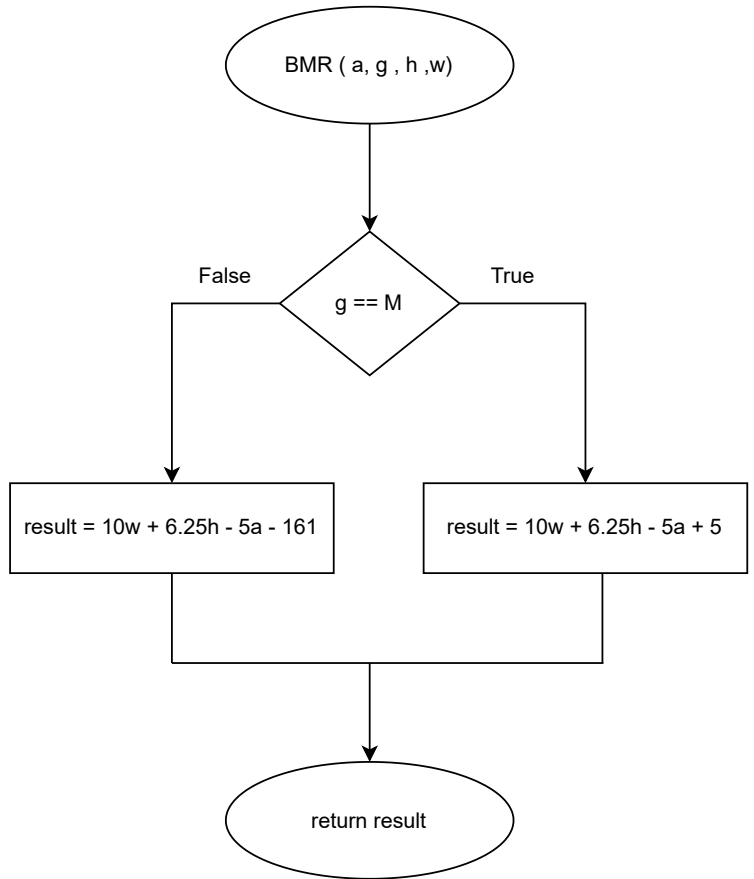 BMR ( a, g , h ,w)
False
True
g == M
result = 10w + 6.25h - 5a - 161
result = 10w + 6.25h - 5a + 5
return result